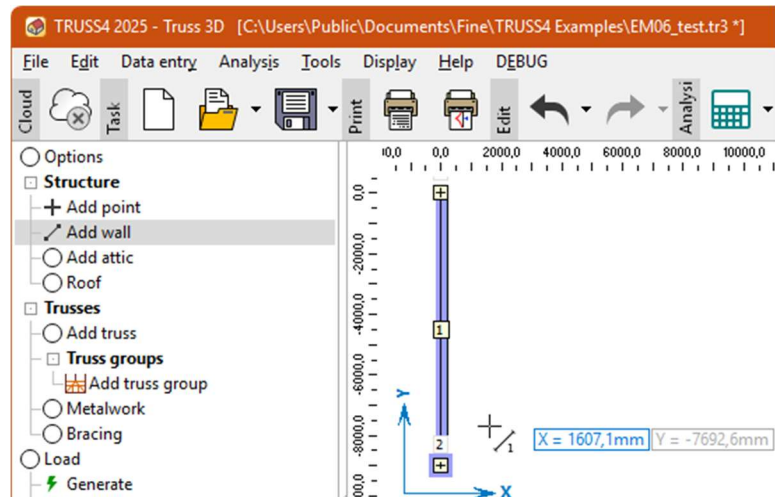 TRUSS4 2025 - Truss 3D [C:\Users\Public\Documents\Fine\TRUSS4 Examples\EM06_test.tr3 *]
File Edit Data entry Analysis Tools Display Help DEBUG
Cloud Task Print Edit Analysi
Options
Structure
Add point
Add wall
Add attic
Roof
Trusses
Add truss
Truss groups
Add truss group
Metalwork
Bracing
Load
Generate
0,0 2000,0 4000,0 6000,0 8000,0 10000,0
0,0
-2000,0
-4000,0
-6000,0
-8000,0
1
2
Y
X
1
X = 1607,1mm Y = -7692,6mm